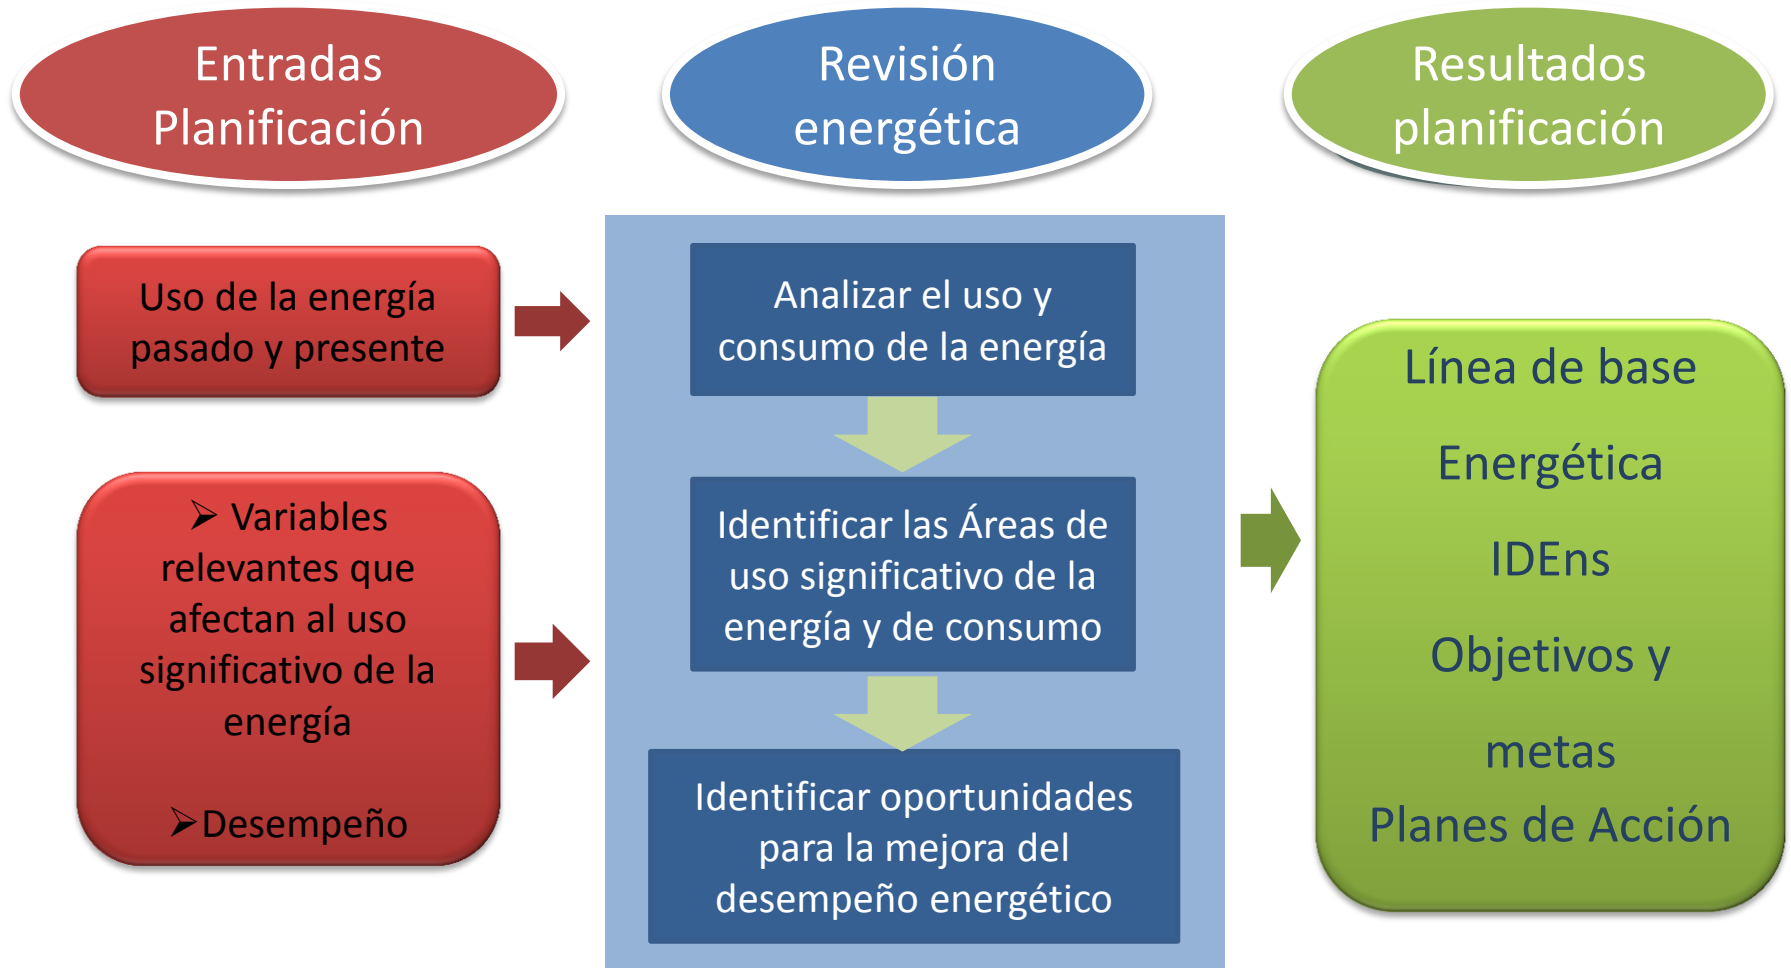 Entradas
Planificación
Revisión
energética
Resultados
planificación
Uso de la energía
pasado y presente
➢ Variables
relevantes que
afectan al uso
significativo de la
energía
➢Desempeño
Analizar el uso y
consumo de la energía
Identificar las Áreas de
uso significativo de la
energía y de consumo
Identificar oportunidades
para la mejora del
desempeño energético
Línea de base
Energética
IDEns
Objetivos y
metas
Planes de Acción